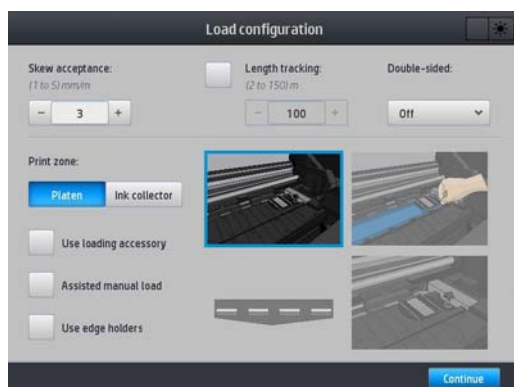 Load configuration
Skew acceptance:
(1 to 5) mm/m
- 3 +
Length tracking:
(2 to 150) m
- 100 +
Double-sided:
Off
Print zone:
Platen
Ink collector
Use loading accessory
Assisted manual load
Use edge holders
Continue